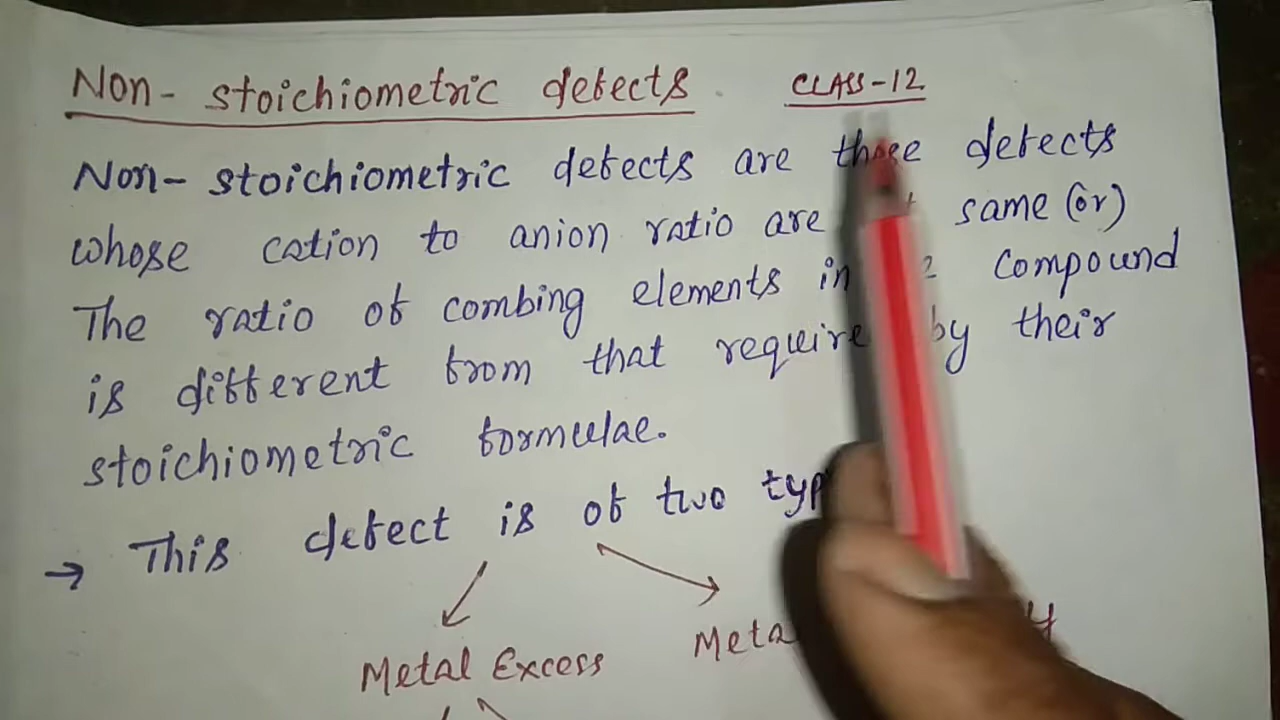 Non- stoichiometric defects CLASS-12
Non- stoichiometric defects are those defects
whose cation to anion ratio are same (or)
The ratio of combing elements in compound
is different from that require by their
stoichiometric formulae.
→ This defect is of two
Metal Excess